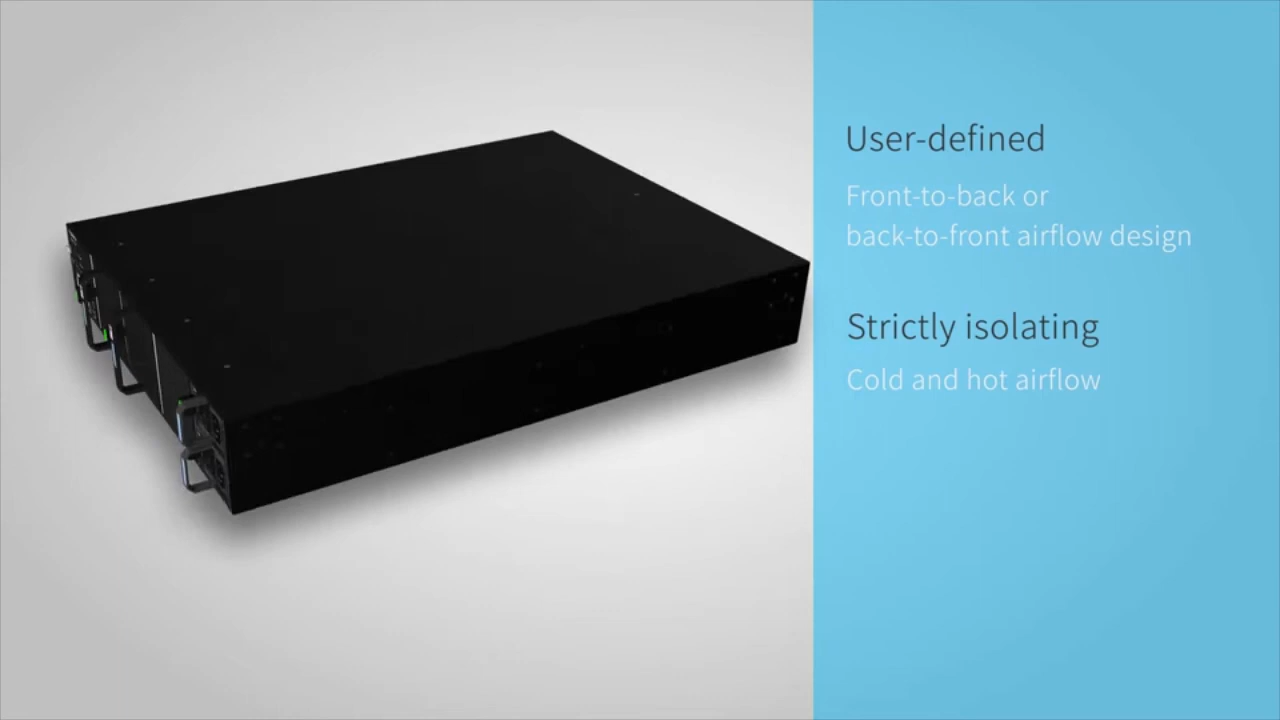 User-defined
Front-to-back or
back-to-front airflow design
Strictly isolating
Cold and hot airflow